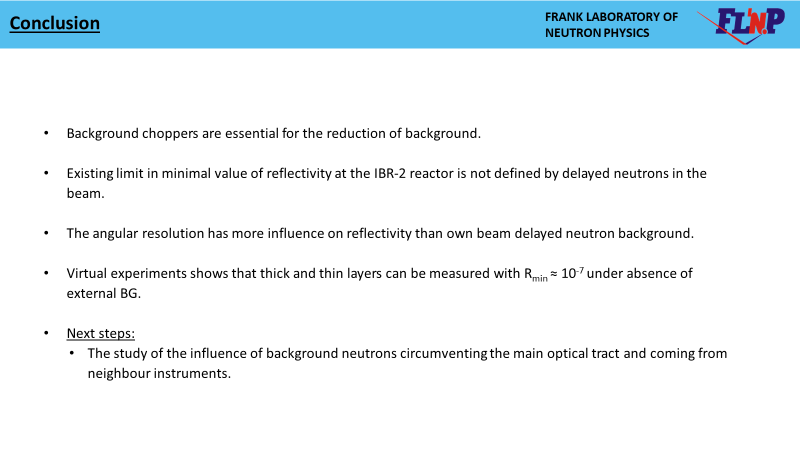 Conclusion
FRANK LABORATORY OF
NEUTRON PHYSICS
FLNP
• Background choppers are essential for the reduction of background.
• Existing limit in minimal value of reflectivity at the IBR-2 reactor is not defined by delayed neutrons in the
beam.
• The angular resolution has more influence on reflectivity than own beam delayed neutron background.
• Virtual experiments shows that thick and thin layers can be measured with Rmin ≈ 10-7 under absence of
external BG.
• Next steps:
• The study of the influence of background neutrons circumventing the main optical tract and coming from
neighbour instruments.